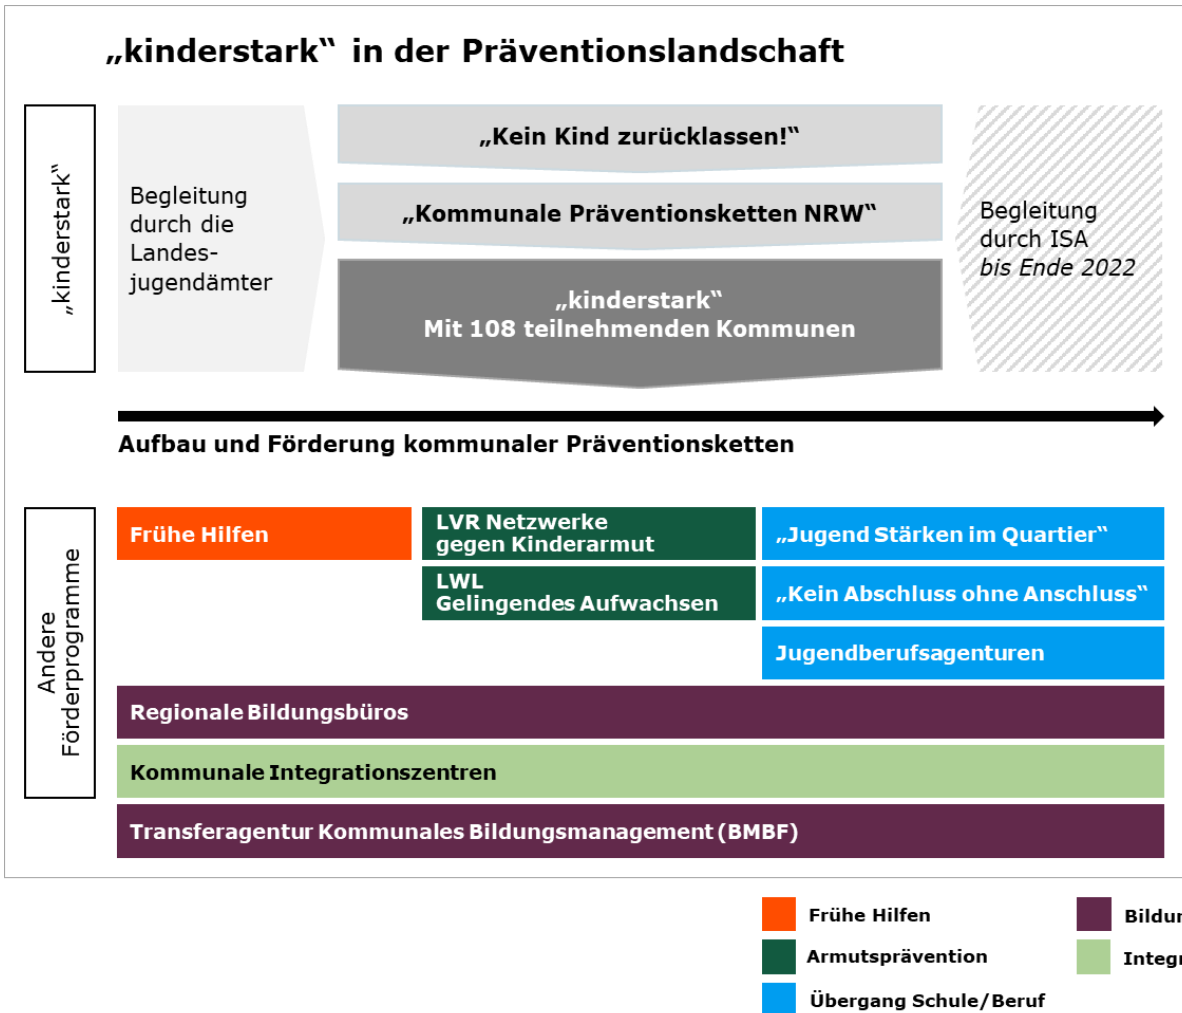 „kinderstark“ in der Präventionslandschaft
„kinderstark“
Begleitung
durch die
Landes-
jugendämter
„Kein Kind zurücklassen!“
„Kommunale Präventionsketten NRW“
„kinderstark“
Mit 108 teilnehmenden Kommunen
Begleitung
durch ISA
bis Ende 2022
Aufbau und Förderung kommunaler Präventionsketten
Andere
Förderprogramme
Frühe Hilfen
LVR Netzwerke
gegen Kinderarmut
„Jugend Stärken im Quartier“
LWL
Gelingendes Aufwachsen
„Kein Abschluss ohne Anschluss“
Jugendberufsagenturen
Regionale Bildungsbüros
Kommunale Integrationszentren
Transferagentur Kommunales Bildungsmanagement (BMBF)
Frühe Hilfen
Armutsprävention
Übergang Schule/Beruf